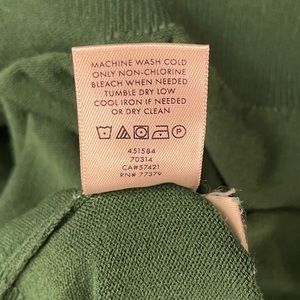 MACHINE WASH COLD
ONLY NON-CHLORINE
BLEACH WHEN NEEDED
TUMBLE DRY LOW
COOL IRON IF NEEDED
OR DRY CLEAN
451584
70314
CA#57421
RN# 77379